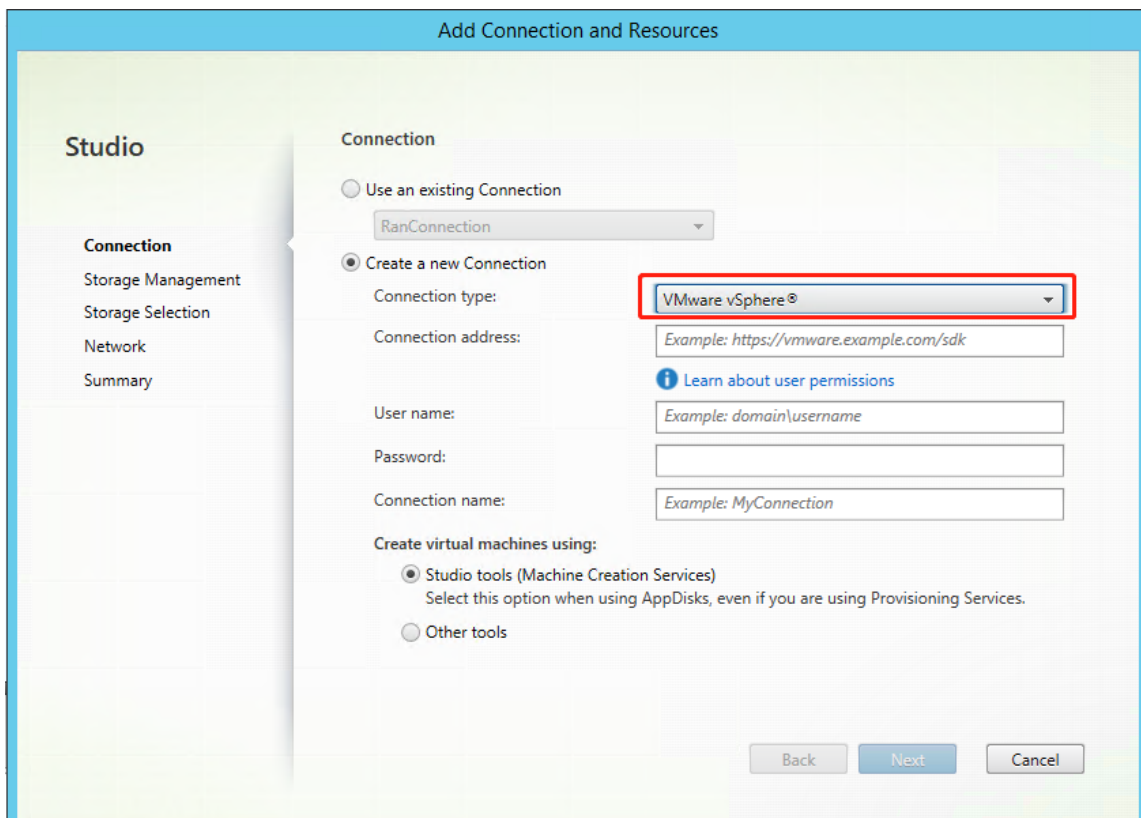 Add Connection and Resources
Studio
Connection
Storage Management
Storage Selection
Network
Summary
Connection
Use an existing Connection
RanConnection
Create a new Connection
Connection type:
VMware vSphere®
Connection address:
Example: https://vmware.example.com/sdk
Learn about user permissions
User name:
Example: domain\username
Password:
Connection name:
Example: MyConnection
Create virtual machines using:
Studio tools (Machine Creation Services)
Select this option when using AppDisks, even if you are using Provisioning Services.
Other tools
Back
Next
Cancel